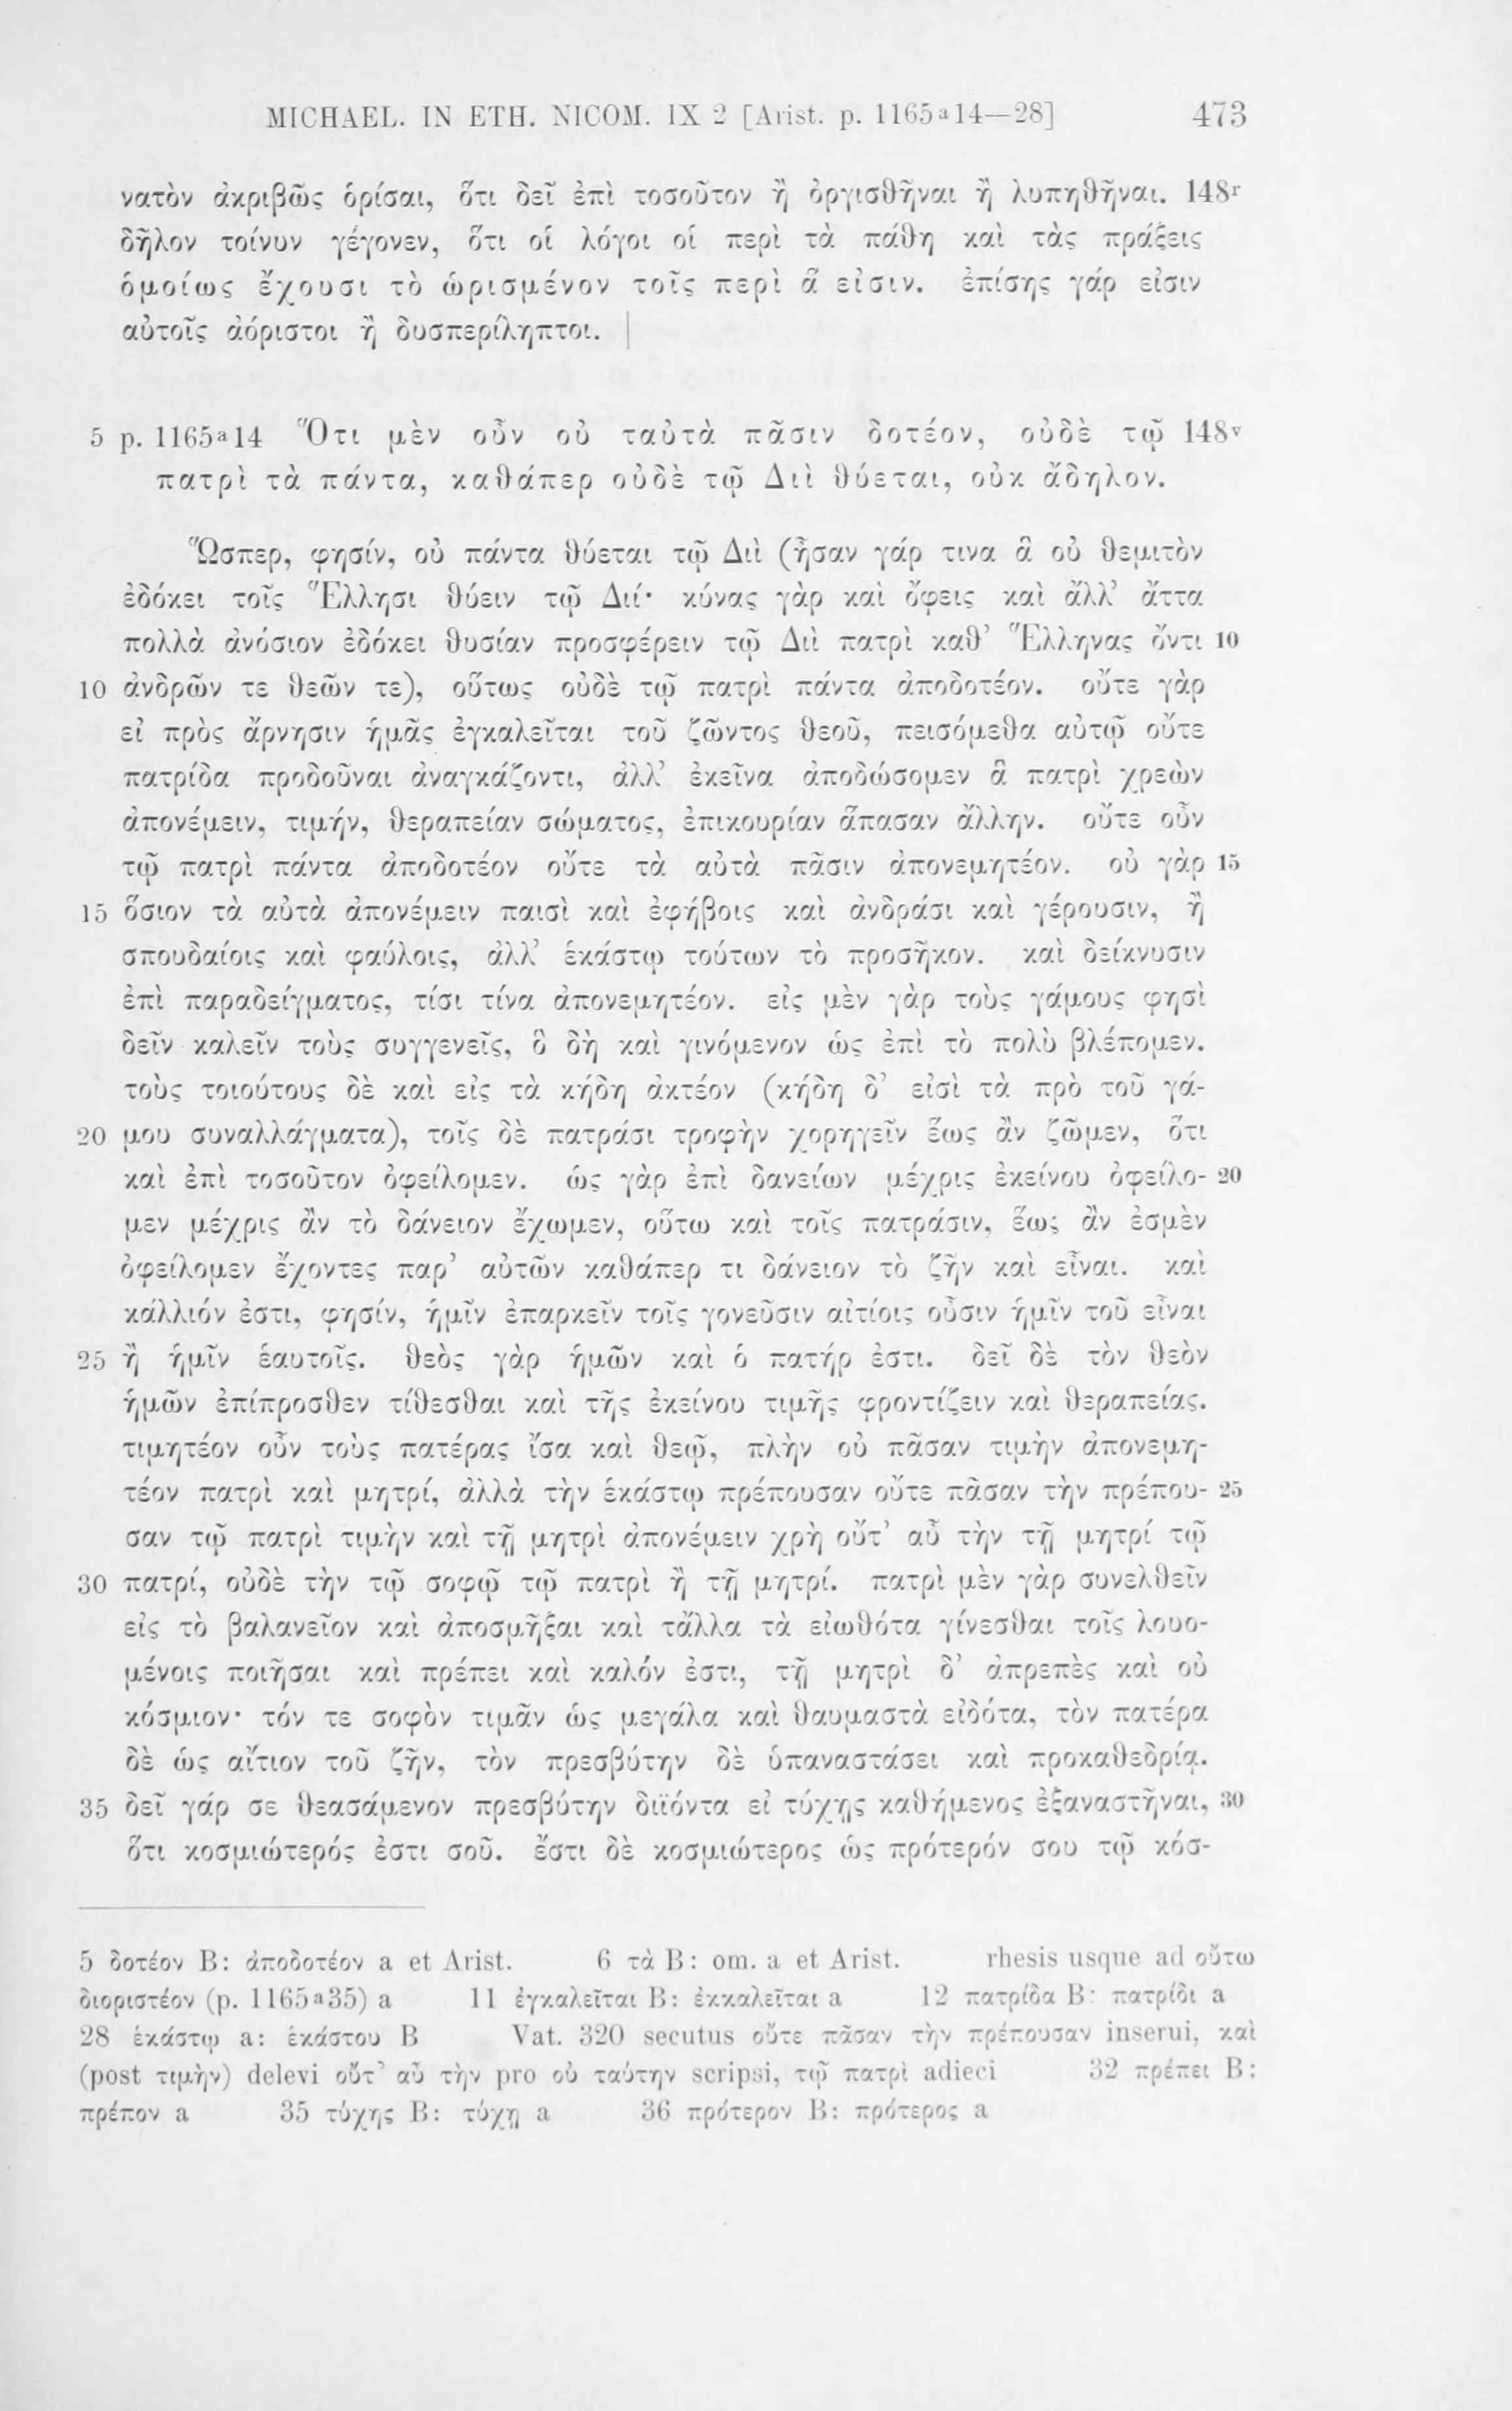 MICHAEL. IN ETH. NICOM. IX 2 [Arist. p. 1165ᵃ14—28] 473
νατὸν ἀκριβῶς ὁρίσαι, ὅτι δεῖ ἐπὶ τοσοῦτον ἢ ὀργισθῆναι ἢ λυπηθῆναι. 148ʳ
δῆλον τοίνυν γέγονεν, ὅτι οἱ λόγοι οἱ περὶ τὰ πάθη καὶ τὰς πράξεις
ὁμοίως ἔχουσι τὸ ὡρισμένον τοῖς περὶ ἅ εἰσιν. ἐπίσης γάρ εἰσιν
αὐτοῖς ἀόριστοι ἢ δυσπερίληπτοι. |
5 p. 1165ᵃ14 Ὅτι μὲν οὖν οὐ ταὐτὰ πᾶσιν δοτέον, οὐδὲ τῷ 148ᵛ
πατρὶ τὰ πάντα, καθάπερ οὐδὲ τῷ Διὶ θύεται, οὐκ ἄδηλον.
Ὥσπερ, φησίν, οὐ πάντα θύεται τῷ Διὶ (ἦσαν γάρ τινα ἃ οὐ θεμιτὸν
ἐδόκει τοῖς Ἕλλησι θύειν τῷ Διί· κύνας γὰρ καὶ ὄφεις καὶ ἄλλ’ ἄττα
πολλὰ ἀνόσιον ἐδόκει θυσίαν προσφέρειν τῷ Διὶ πατρὶ καθ’ Ἕλληνας ὄντι 10
10 ἀνδρῶν τε θεῶν τε), οὕτως οὐδὲ τῷ πατρὶ πάντα ἀποδοτέον. οὔτε γὰρ
εἰ πρὸς ἄρνησιν ἡμᾶς ἐγκαλεῖται τοῦ ζῶντος θεοῦ, πεισόμεθα αὐτῷ οὔτε
πατρίδα προδοῦναι ἀναγκάζοντι, ἀλλ’ ἐκεῖνα ἀποδώσομεν ἃ πατρὶ χρεὼν
ἀπονέμειν, τιμήν, θεραπείαν σώματος, ἐπικουρίαν ἅπασαν ἄλλην. οὔτε οὖν
τῷ πατρὶ πάντα ἀποδοτέον οὔτε τὰ αὐτὰ πᾶσιν ἀπονεμητέον. οὐ γὰρ 15
15 ὅσιον τὰ αὐτὰ ἀπονέμειν παισὶ καὶ ἐφήβοις καὶ ἀνδράσι καὶ γέρουσιν, ἢ
σπουδαίοις καὶ φαύλοις, ἀλλ’ ἑκάστῳ τούτων τὸ προσῆκον. καὶ δείκνυσιν
ἐπὶ παραδείγματος, τίσι τίνα ἀπονεμητέον. εἰς μὲν γὰρ τοὺς γάμους φησὶ
δεῖν καλεῖν τοὺς συγγενεῖς, ὃ δὴ καὶ γινόμενον ὡς ἐπὶ τὸ πολὺ βλέπομεν.
τοὺς τοιούτους δὲ καὶ εἰς τὰ κήδη ἀκτέον (κήδη δ’ εἰσὶ τὰ πρὸ τοῦ γά-
20 μου συναλλάγματα), τοῖς δὲ πατράσι τροφὴν χορηγεῖν ἕως ἂν ζῶμεν, ὅτι
καὶ ἐπὶ τοσοῦτον ὀφείλομεν. ὡς γὰρ ἐπὶ δανείων μέχρις ἐκείνου ὀφείλο- 20
μεν μέχρις ἂν τὸ δάνειον ἔχωμεν, οὕτω καὶ τοῖς πατράσιν, ἕως ἂν ἐσμὲν
ὀφείλομεν ἔχοντες παρ’ αὐτῶν καθάπερ τι δάνειον τὸ ζῆν καὶ εἶναι. καὶ
κάλλιόν ἐστι, φησίν, ἡμῖν ἐπαρκεῖν τοῖς γονεῦσιν αἰτίοις οὖσιν ἡμῖν τοῦ εἶναι
25 ἢ ἡμῖν ἑαυτοῖς. θεὸς γὰρ ἡμῶν καὶ ὁ πατήρ ἐστι. δεῖ δὲ τὸν θεὸν
ἡμῶν ἐπίπροσθεν τίθεσθαι καὶ τῆς ἐκείνου τιμῆς φροντίζειν καὶ θεραπείας.
τιμητέον οὖν τοὺς πατέρας ἴσα καὶ θεῷ, πλὴν οὐ πᾶσαν τιμὴν ἀπονεμη-
τέον πατρὶ καὶ μητρί, ἀλλὰ τὴν ἑκάστῳ πρέπουσαν οὔτε πᾶσαν τὴν πρέπου- 25
σαν τῷ πατρὶ τιμὴν καὶ τῇ μητρὶ ἀπονέμειν χρὴ οὔτ’ αὖ τὴν τῇ μητρί τῷ
30 πατρί, οὐδὲ τὴν τῷ σοφῷ τῷ πατρὶ ἢ τῇ μητρί. πατρὶ μὲν γὰρ συνελθεῖν
εἰς τὸ βαλανεῖον καὶ ἀποσμῆξαι καὶ τἄλλα τὰ εἰωθότα γίνεσθαι τοῖς λουο-
μένοις ποιῆσαι καὶ πρέπει καὶ καλόν ἐστι, τῇ μητρὶ δ’ ἀπρεπὲς καὶ οὐ
κόσμιον· τόν τε σοφὸν τιμᾶν ὡς μεγάλα καὶ θαυμαστὰ εἰδότα, τὸν πατέρα
δὲ ὡς αἴτιον τοῦ ζῆν, τὸν πρεσβύτην δὲ ὑπαναστάσει καὶ προκαθεδρίᾳ.
35 δεῖ γάρ σε θεασάμενον πρεσβύτην διϊόντα εἰ τύχῃς καθήμενος ἐξαναστῆναι, 30
ὅτι κοσμιώτερός ἐστι σοῦ. ἔστι δὲ κοσμιώτερος ὡς πρότερόν σου τῷ κόσ-
5 δοτέον B: ἀποδοτέον a et Arist. 6 τὰ B: om. a et Arist. rhesis usque ad οὕτω
διοριστέον (p. 1165ᵃ35) a 11 ἐγκαλεῖται B: ἐκκαλεῖται a 12 πατρίδα B: πατρίδι a
28 ἑκάστῳ a: ἑκάστου B Vat. 320 secutus οὔτε πᾶσαν τὴν πρέπουσαν inserui, καὶ
(post τιμὴν) delevi οὔτ’ αὖ τὴν pro οὐ ταύτην scripsi, τῷ πατρὶ adieci 32 πρέπει B:
πρέπον a 35 τύχῃς B: τύχῃ a 36 πρότερον B: πρότερος a